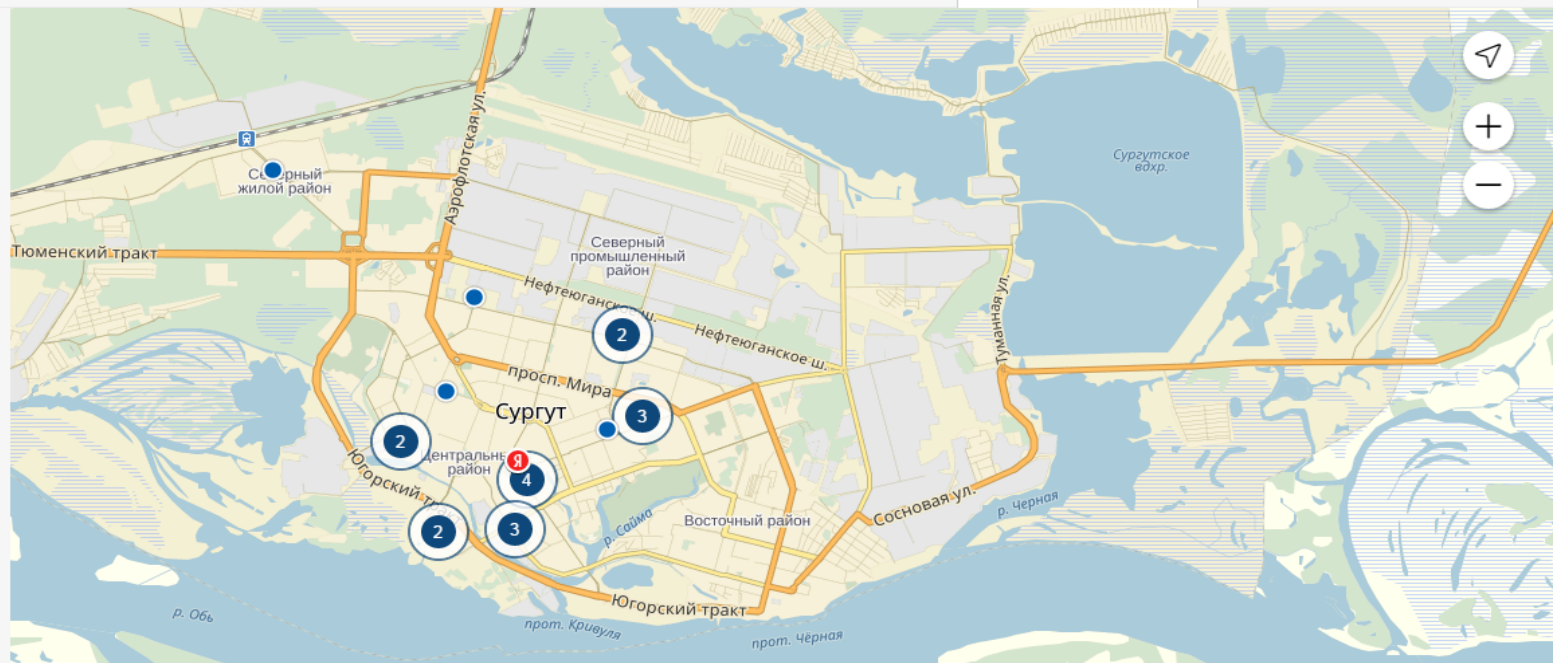 Аэрофлотская ул.
Сургутское
вдхр.
Северный
жилой район
Тюменский тракт
Северный
промышленный
район
Нефтеюганское ш.
Нефтеюганское ш.
Туманная ул.
2
просп. Мира
3
Сургут
2
Центральный
район
Я
4
Югорский тракт
2
3
р. Сайма
Восточный район
Сосновая ул.
р. Черная
Югорский тракт
р. Обь
прот. Кривуля
прот. Чёрная